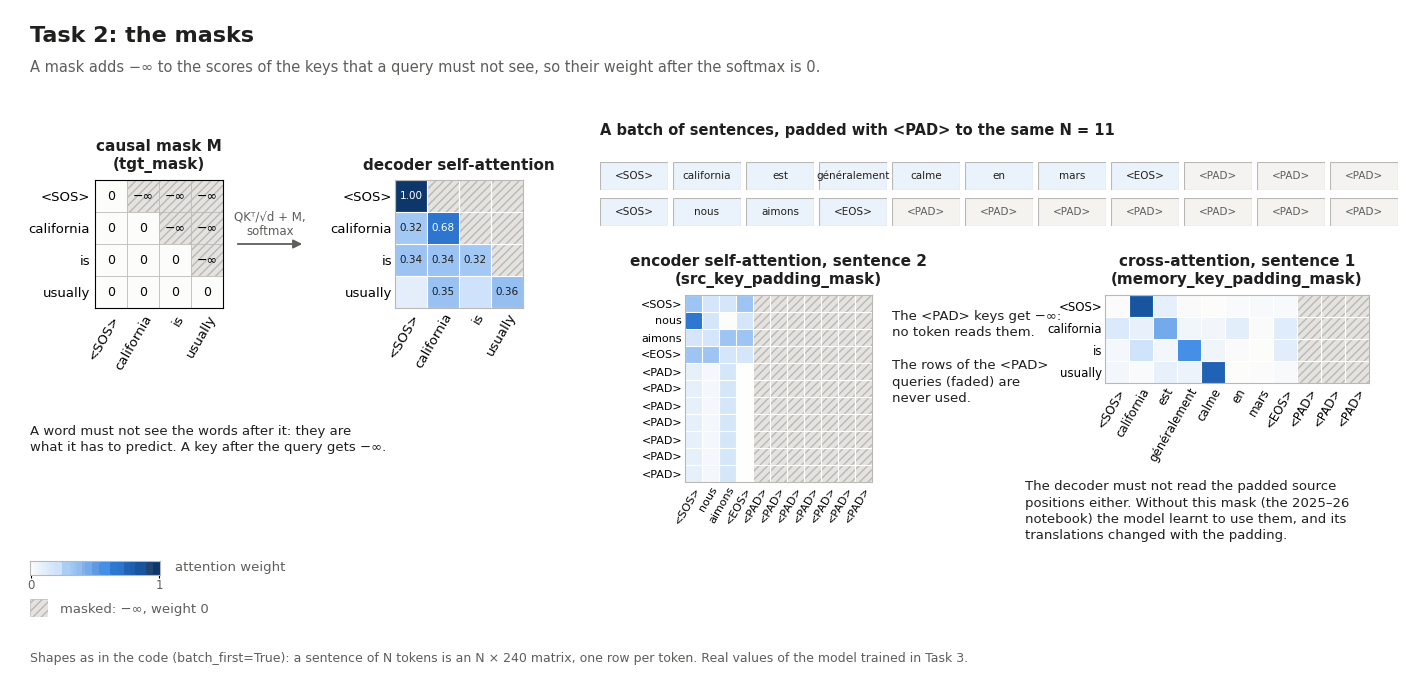 Task 2: the masks
A mask adds −∞ to the scores of the keys that a query must not see, so their weight after the softmax is 0.
causal mask M
(tgt_mask)
<SOS> 0 −∞ −∞ −∞
california 0 0 −∞ −∞
is 0 0 0 −∞
usually 0 0 0 0
<SOS> california is usually
QKᵀ/√d + M,
softmax
decoder self-attention
<SOS> 1.00
california 0.32 0.68
is 0.34 0.34 0.32
usually 0.35 0.36
<SOS> california is usually
A word must not see the words after it: they are
what it has to predict. A key after the query gets −∞.
A batch of sentences, padded with <PAD> to the same N = 11
<SOS> california est généralement calme en mars <EOS> <PAD> <PAD> <PAD>
<SOS> nous aimons <EOS> <PAD> <PAD> <PAD> <PAD> <PAD> <PAD> <PAD>
encoder self-attention, sentence 2
(src_key_padding_mask)
<SOS>
nous
aimons
<EOS>
<PAD>
<PAD>
<PAD>
<PAD>
<PAD>
<PAD>
<PAD>
<SOS> nous aimons <EOS> <PAD> <PAD> <PAD> <PAD> <PAD> <PAD> <PAD>
The <PAD> keys get −∞:
no token reads them.
The rows of the <PAD>
queries (faded) are
never used.
cross-attention, sentence 1
(memory_key_padding_mask)
<SOS>
california
is
usually
<SOS> california est généralement calme en mars <EOS> <PAD> <PAD> <PAD>
The decoder must not read the padded source
positions either. Without this mask (the 2025–26
notebook) the model learnt to use them, and its
translations changed with the padding.
attention weight
0 1
masked: −∞, weight 0
Shapes as in the code (batch_first=True): a sentence of N tokens is an N × 240 matrix, one row per token. Real values of the model trained in Task 3.